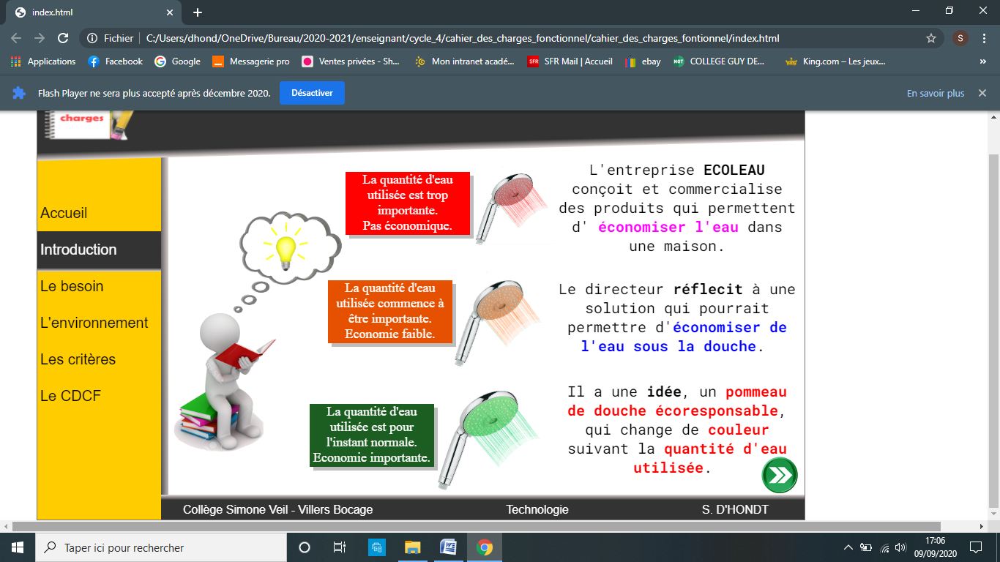 index.html
Fichier
C:/Users/dhond/OneDrive/Bureau/2020-2021/enseignant/cycle_4/cahier_des_charges_fonctionnel/cahier_des_charges_fontionnel/index.html
S
Applications
Facebook
Google
Messagerie pro
Ventes privées - Sh...
Mon intranet acadé...
SFR
SFR Mail | Accueil
ebay
NOT
COLLEGE GUY DE...
King.com – Les jeux...
»
Flash Player ne sera plus accepté après décembre 2020.
Désactiver
En savoir plus
charges
Accueil
Introduction
Le besoin
L'environnement
Les critères
Le CDCF
La quantité d'eau
utilisée est trop
importante.
Pas économique.
La quantité d'eau
utilisée commence à
être importante.
Economie faible.
La quantité d'eau
utilisée est pour
l'instant normale.
Economie importante.
L'entreprise ECOLEAU
conçoit et commercialise
des produits qui permettent
d' économiser l'eau dans
une maison.
Le directeur réflecit à une
solution qui pourrait
permettre d'économiser de
l'eau sous la douche.
Il a une idée, un pommeau
de douche écoresponsable,
qui change de couleur
suivant la quantité d'eau
utilisée.
Collège Simone Veil - Villers Bocage
Technologie
S. D'HONDT
Taper ici pour rechercher
17:06
09/09/2020